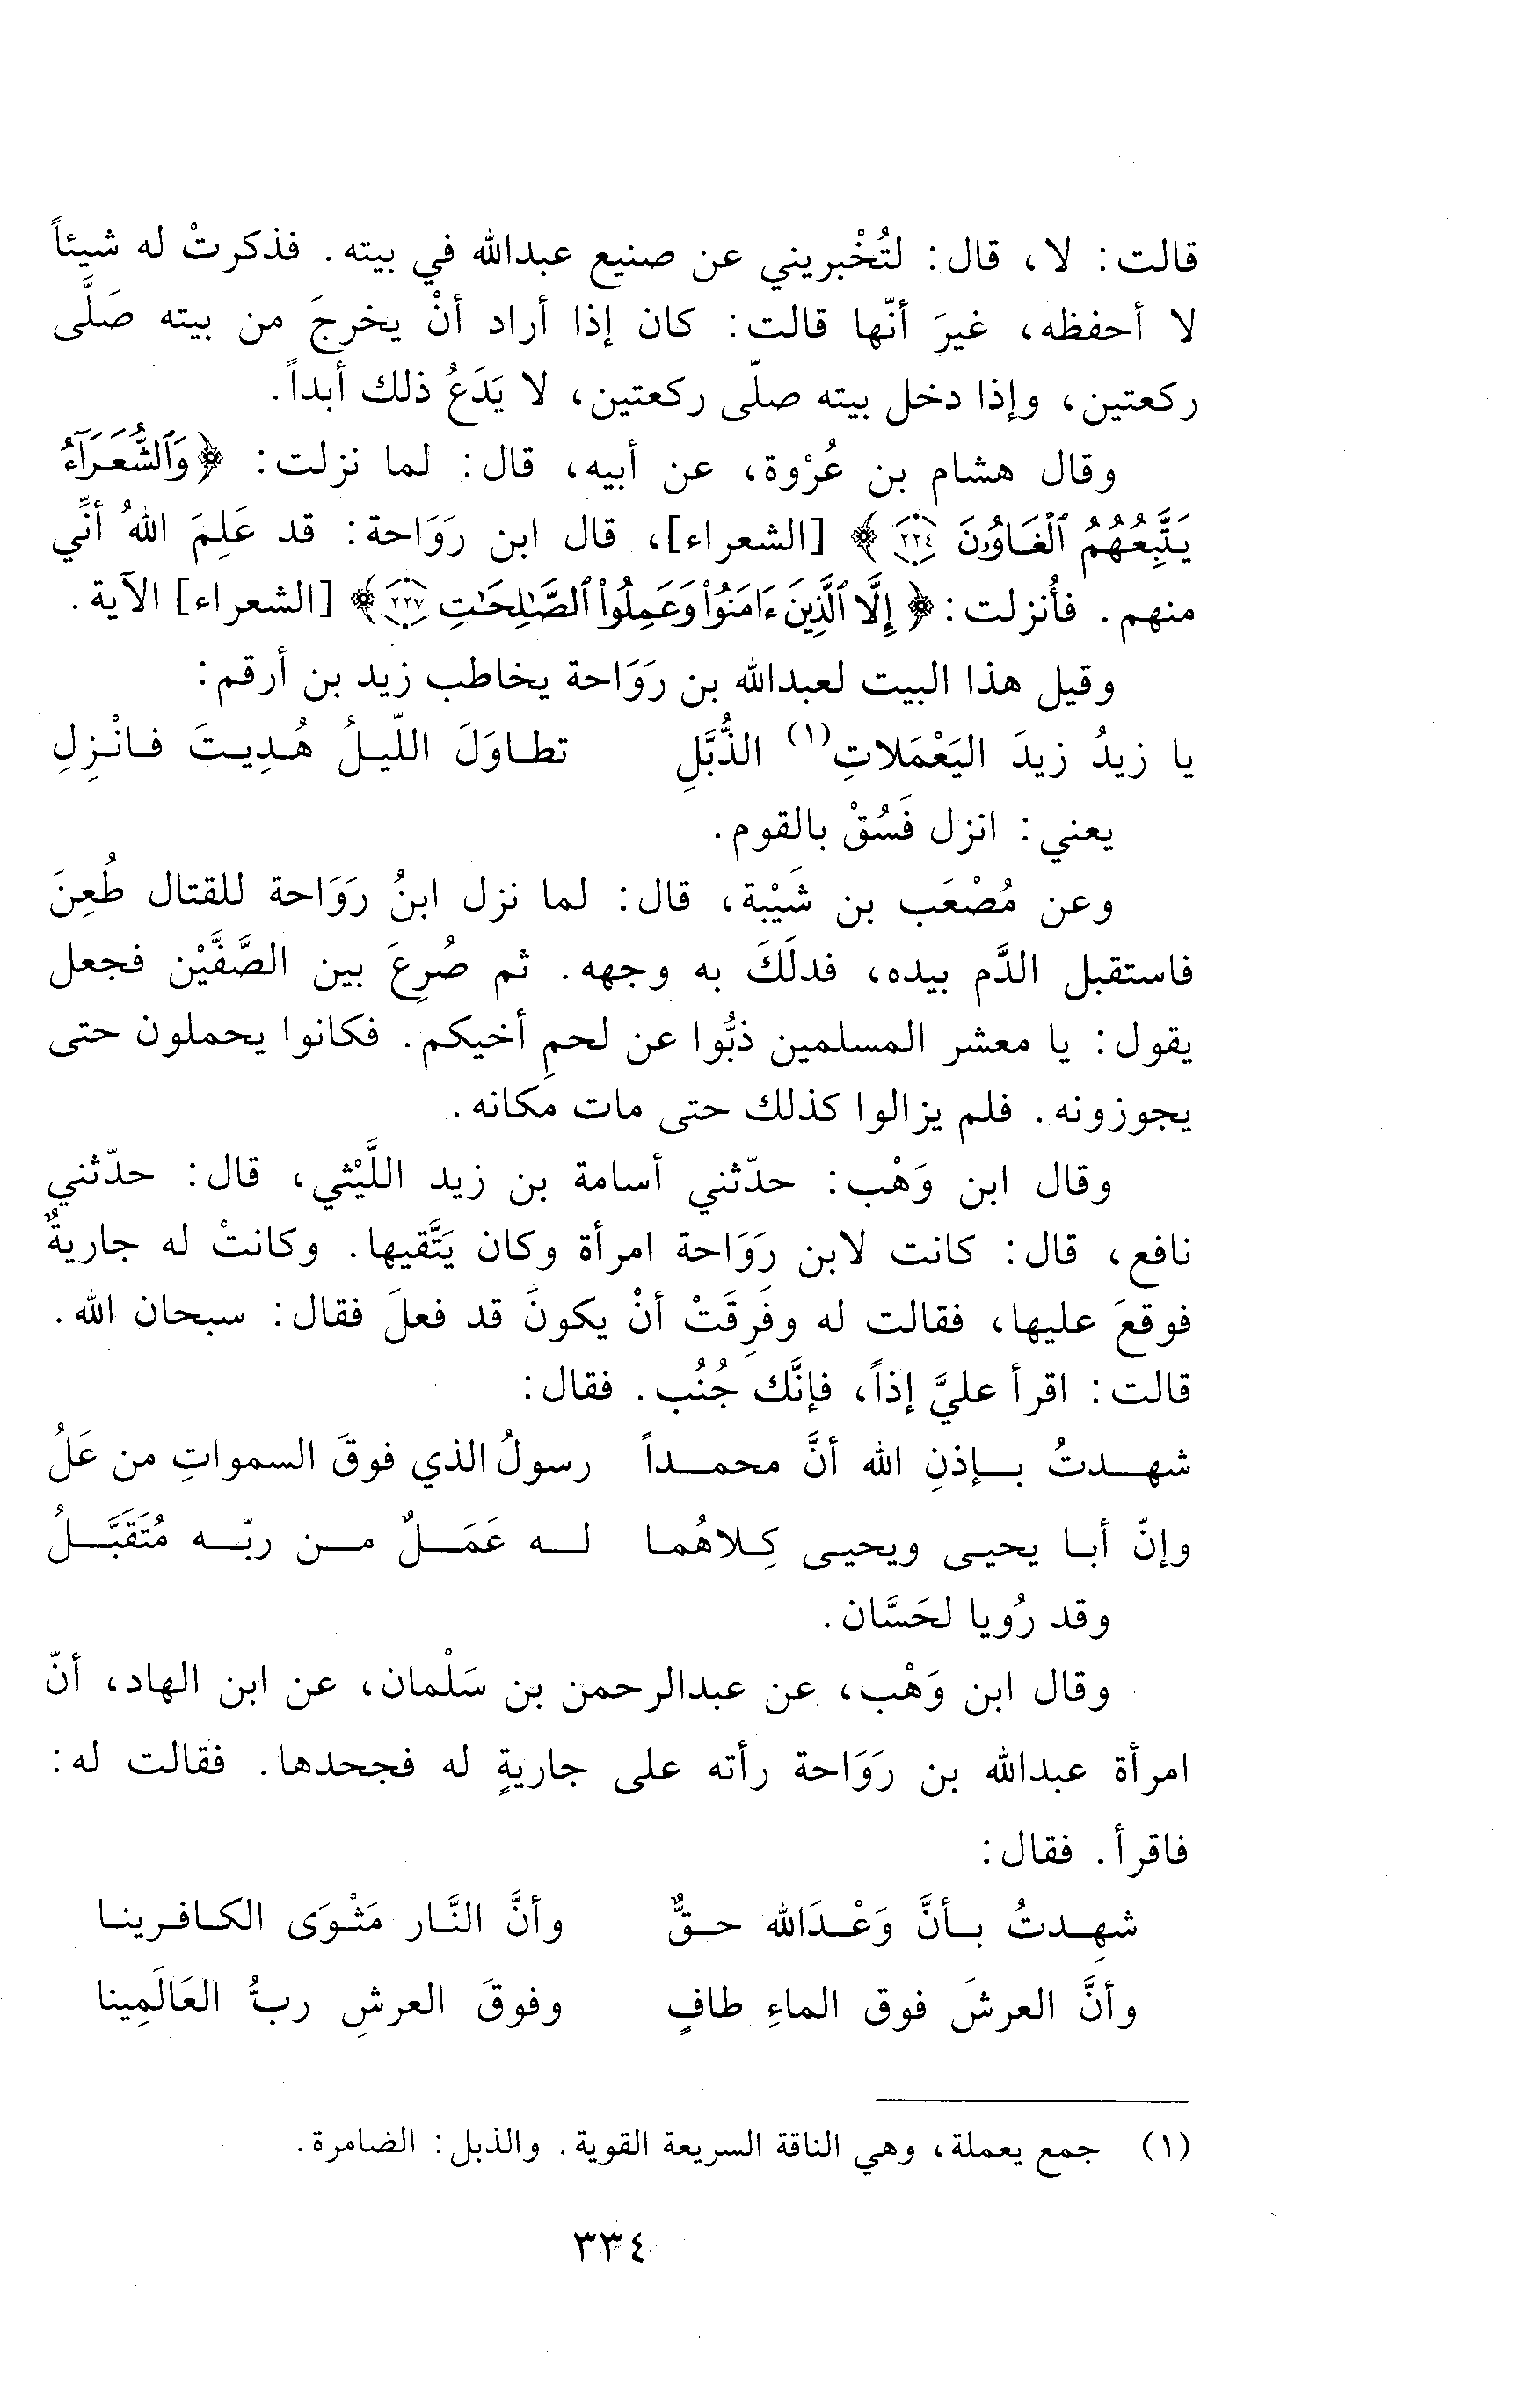 قالت: لا، قال: لتُخْبريني عن صنيع عبدالله في بيته. فذكرتْ له شيئاً
لا أحفظه، غيرَ أنّها قالت: كان إذا أراد أنْ يخرجَ من بيته صَلَّى
ركعتين، وإذا دخل بيته صلّى ركعتين، لا يَدَعُ ذلك أبداً.
وقال هشام بن عُرْوة، عن أبيه، قال: لما نزلت: ﴿وَٱلشُّعَرَآءُ
يَتَّبِعُهُمُ ٱلْغَاوُۥنَ ٢٢٤﴾ [الشعراء]، قال ابن رَوَاحة: قد عَلِمَ اللهُ أنِّي
منهم. فأُنزلت: ﴿إِلَّا ٱلَّذِينَ ءَامَنُوا۟ وَعَمِلُوا۟ ٱلصَّـٰلِحَـٰتِ ٢٢٧﴾ [الشعراء] الآية.
وقيل هذا البيت لعبدالله بن رَوَاحة يخاطب زيد بن أرقم:
يا زيدُ زيدَ اليَعْمَلاتِ(١) الذُّبَّلِ تطاوَلَ اللّيلُ هُدِيتَ فانْزِلِ
يعني: انزل فَسُقْ بالقوم.
وعن مُصْعَب بن شَيْبة، قال: لما نزل ابنُ رَوَاحة للقتال طُعِنَ
فاستقبل الدَّم بيده، فدلَكَ به وجهه. ثم صُرِعَ بين الصَّفَّيْن فجعل
يقول: يا معشر المسلمين ذبُّوا عن لحمِ أخيكم. فكانوا يحملون حتى
يجوزونه. فلم يزالوا كذلك حتى مات مكانه.
وقال ابن وَهْب: حدّثني أسامة بن زيد اللَّيْثي، قال: حدّثني
نافع، قال: كانت لابن رَوَاحة امرأة وكان يَتَّقيها. وكانتْ له جاريةٌ
فوقعَ عليها، فقالت له وفَرِقَتْ أنْ يكونَ قد فعلَ فقال: سبحان الله.
قالت: اقرأ عليَّ إذاً، فإنَّك جُنُب. فقال:
شهدتُ بإذنِ الله أنَّ محمداً رسولُ الذي فوقَ السمواتِ من عَلُ
وإنّ أبا يحيى ويحيى كِلاهُما له عَمَلٌ من ربّه مُتَقَبَّلُ
وقد رُويا لحَسَّان.
وقال ابن وَهْب، عن عبدالرحمن بن سَلْمان، عن ابن الهاد، أنّ
امرأة عبدالله بن رَوَاحة رأته على جاريةٍ له فجحدها. فقالت له:
فاقرأ. فقال:
شهِدتُ بأنَّ وَعْدَالله حقٌّ وأنَّ النَّار مَثْوَى الكافرينا
وأنَّ العرشَ فوق الماءِ طافٍ وفوقَ العرشِ ربُّ العَالَمِينا
(١) جمع يعملة، وهي الناقة السريعة القوية. والذبل: الضامرة.
٣٣٤